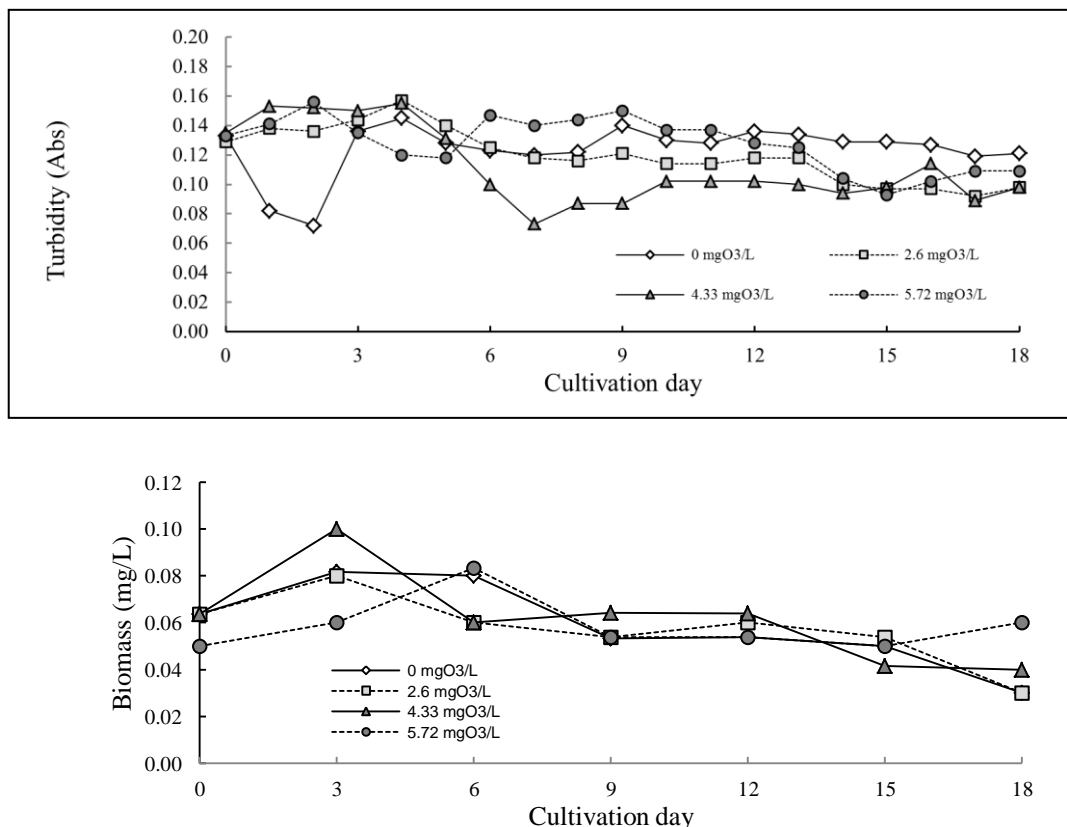 Turbidity (Abs)
0.20
0.18
0.16
0.14
0.12
0.10
0.08
0.06
0.04
0.02
0.00
0 mgO3/L
2.6 mgO3/L
4.33 mgO3/L
5.72 mgO3/L
0 3 6 9 12 15 18
Cultivation day
Biomass (mg/L)
0.12
0.10
0.08
0.06
0.04
0.02
0.00
0 mgO3/L
2.6 mgO3/L
4.33 mgO3/L
5.72 mgO3/L
0 3 6 9 12 15 18
Cultivation day